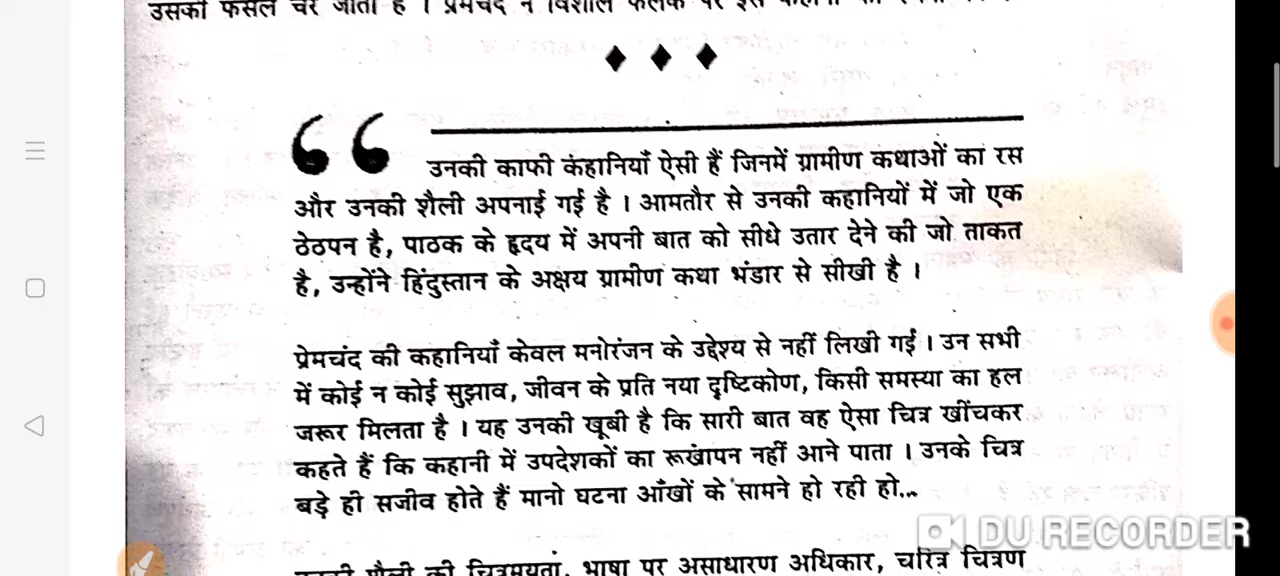 उसकी फसल चर जाता है । प्रेमचंद ने विशाल फलक पर इस
उनकी काफी कहानियाँ ऐसी हैं जिनमें ग्रामीण कथाओं का रस
और उनकी शैली अपनाई गई है । आमतौर से उनकी कहानियों में जो एक
ठेठपन है, पाठक के हृदय में अपनी बात को सीधे उतार देने की जो ताकत
है, उन्होंने हिंदुस्तान के अक्षय ग्रामीण कथा भंडार से सीखी है ।
प्रेमचंद की कहानियाँ केवल मनोरंजन के उद्देश्य से नहीं लिखी गईं । उन सभी
में कोई न कोई सुझाव, जीवन के प्रति नया दृष्टिकोण, किसी समस्या का हल
जरूर मिलता है । यह उनकी खूबी है कि सारी बात वह ऐसा चित्र खींचकर
कहते हैं कि कहानी में उपदेशकों का रूखापन नहीं आने पाता । उनके चित्र
बड़े ही सजीव होते हैं मानो घटना आँखों के सामने हो रही हो...
DU RECORDER
शैली की चित्रमयता, भाषा पर असाधारण अधिकार, चरित्र चित्रण